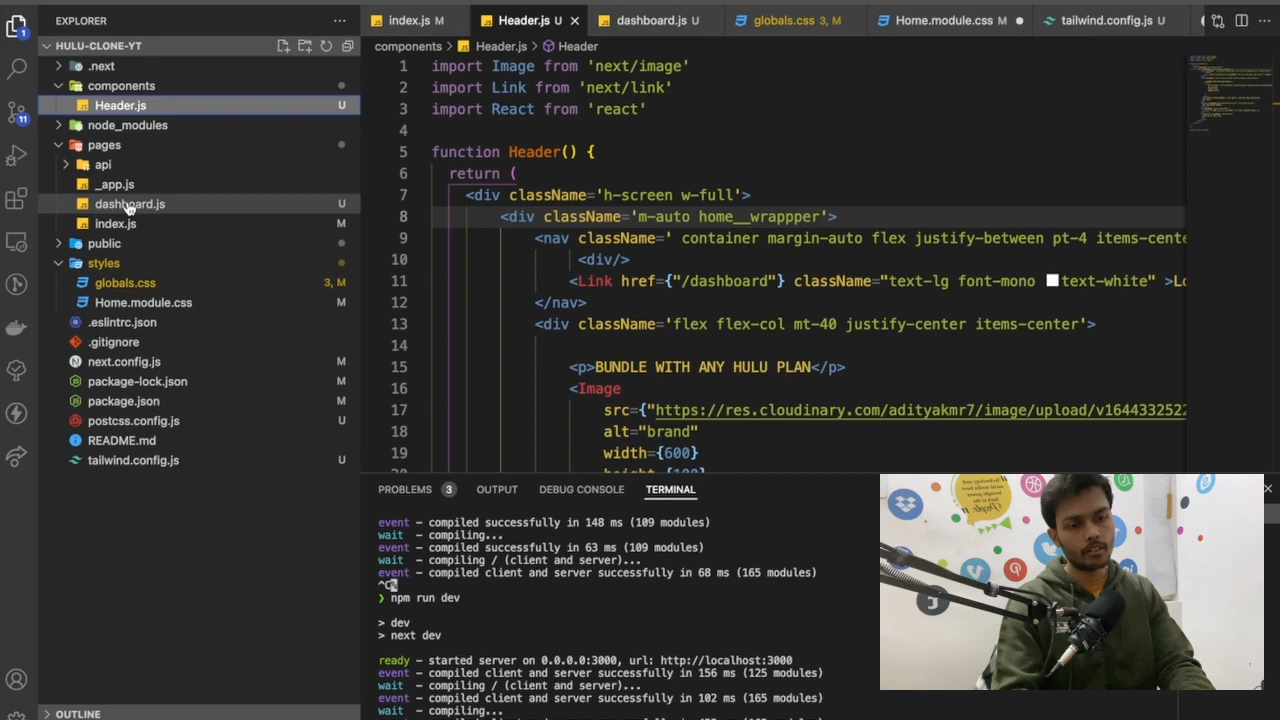 EXPLORER
HULU-CLONE-YT
.next
components
Header.js U
node_modules
pages
api
_app.js
dashboard.js U
index.js M
public
styles
globals.css 3, M
Home.module.css M
.eslintrc.json
.gitignore
next.config.js M
package-lock.json M
package.json M
postcss.config.js U
README.md
tailwind.config.js U
OUTLINE
1
11
index.js M
Header.js U
dashboard.js U
globals.css 3, M
Home.module.css M
tailwind.config.js U
components > Header.js > Header
1 import Image from 'next/image'
2 import Link from 'next/link'
3 import React from 'react'
4
5 function Header() {
6 return (
7 <div className='h-screen w-full'>
8 <div className='m-auto home__wrappper'>
9 <nav className=' container margin-auto flex justify-between pt-4 items-cente
10 <div/>
11 <Link href={"/dashboard"} className="text-lg font-mono text-white" >Lo
12 </nav>
13 <div className='flex flex-col mt-40 justify-center items-center'>
14
15 <p>BUNDLE WITH ANY HULU PLAN</p>
16 <Image
17 src={"https://res.cloudinary.com/adityakmr7/image/upload/v1644332522
18 alt="brand"
19 width={600}
PROBLEMS 3 OUTPUT DEBUG CONSOLE TERMINAL
event - compiled successfully in 148 ms (109 modules)
wait - compiling...
event - compiled successfully in 63 ms (109 modules)
wait - compiling / (client and server)...
event - compiled client and server successfully in 68 ms (165 modules)
^C%
❯ npm run dev
> dev
> next dev
ready - started server on 0.0.0.0:3000, url: http://localhost:3000
event - compiled client and server successfully in 156 ms (125 modules)
wait - compiling / (client and server)...
event - compiled client and server successfully in 102 ms (165 modules)
wait - compiling...